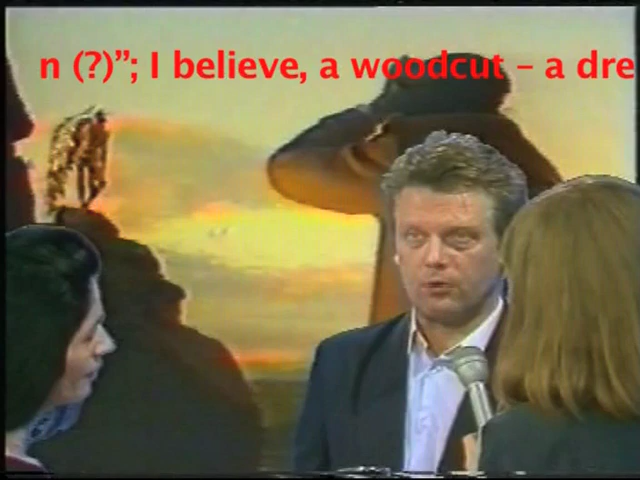 n (?)”; I believe, a woodcut – a dre